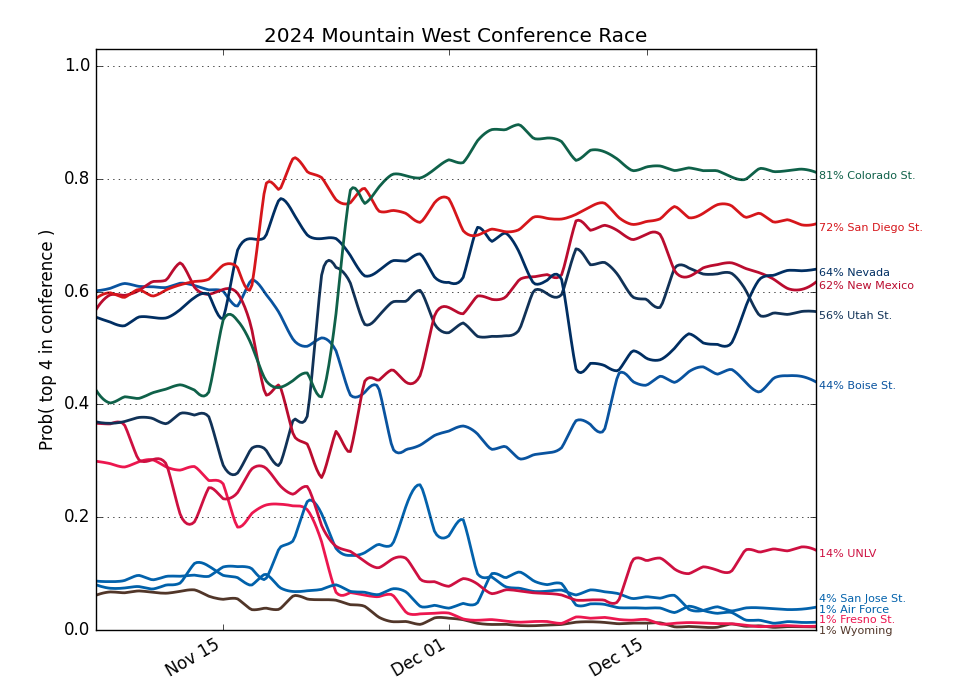 2024 Mountain West Conference Race
Prob( top 4 in conference )
1.0
0.8
0.6
0.4
0.2
0.0
Nov 15
Dec 01
Dec 15
81% Colorado St.
72% San Diego St.
64% Nevada
62% New Mexico
56% Utah St.
44% Boise St.
14% UNLV
4% San Jose St.
1% Air Force
1% Fresno St.
1% Wyoming